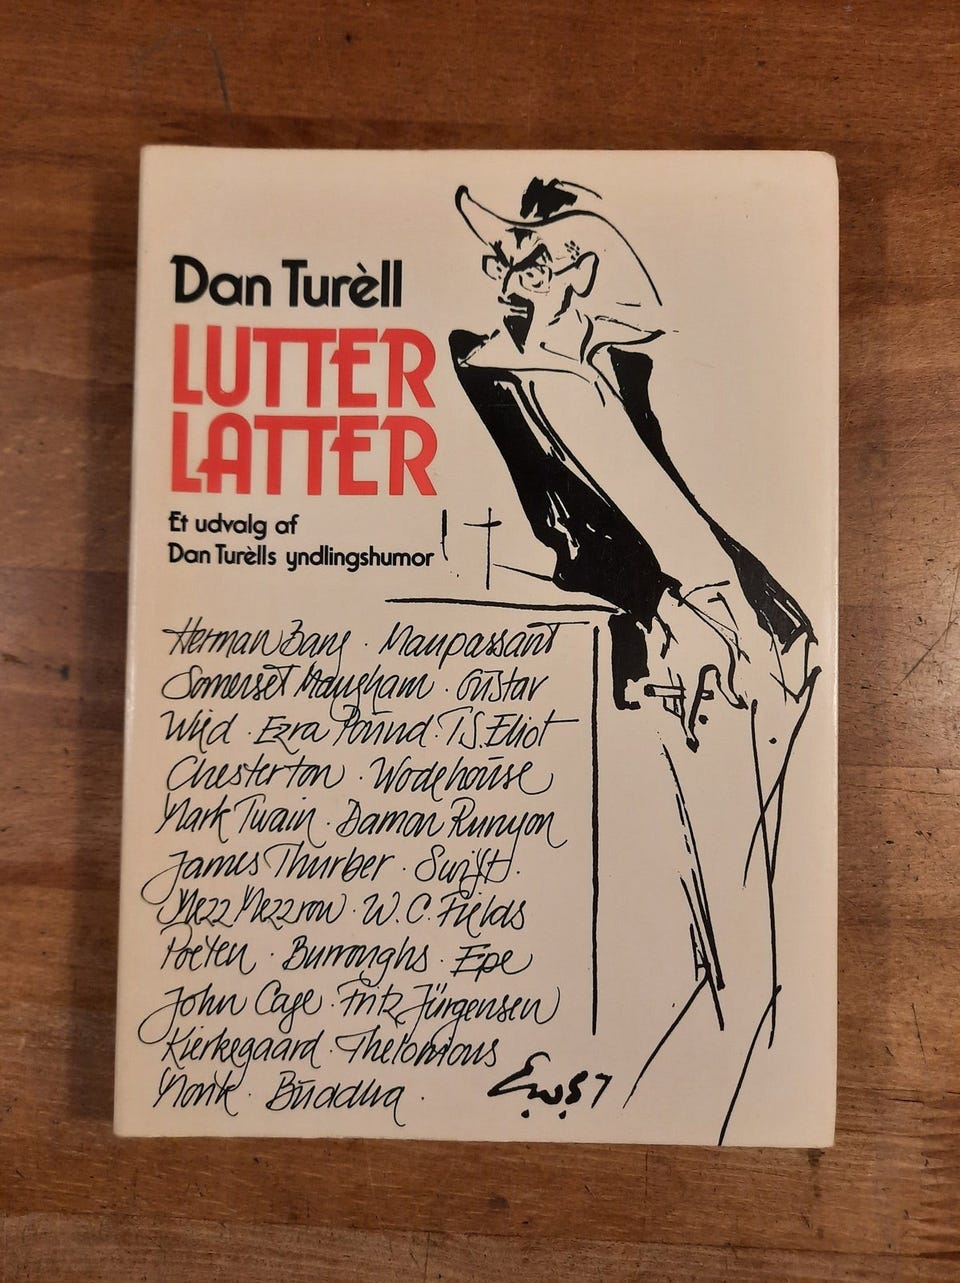 Dan Turèll
LUTTER
LATTER
Et udvalg af
Dan Turèlls yndlingshumor
Herman Bang · Maupassant
Somerset Maugham · Gustav
Wied · Ezra Pound · T.S. Eliot
Chesterton · Wodehouse
Mark Twain · Damon Runyon
James Thurber · Swift ·
Mezz Mezzrow · W. C. Fields
Poeten · Burroughs · Epe
John Cage · Fritz Jürgensen
Kierkegaard · Thelonious
Monk · Buddha ·